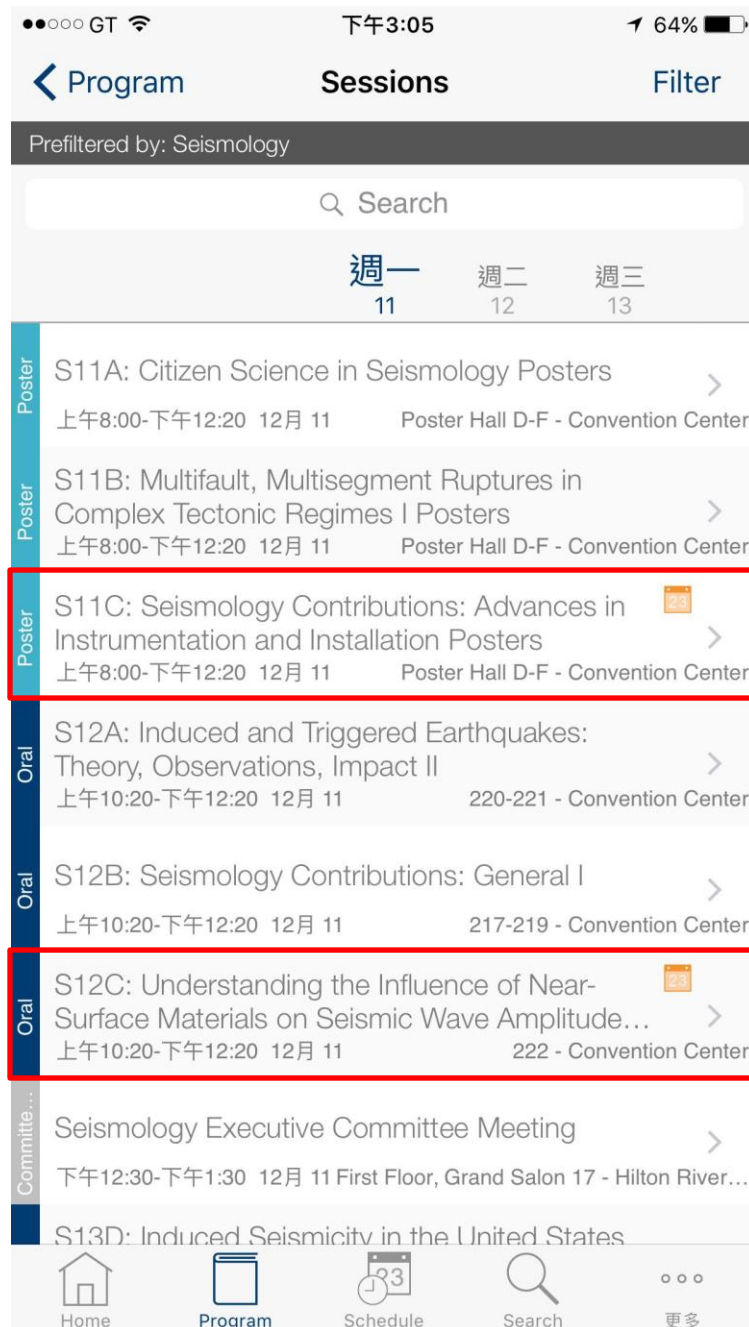 GT 下午3:05 64%
Program Sessions Filter
Prefiltered by: Seismology
Search
週一 週二 週三
11 12 13
Poster
S11A: Citizen Science in Seismology Posters
上午8:00-下午12:20 12月 11 Poster Hall D-F - Convention Center
Poster
S11B: Multifault, Multisegment Ruptures in
Complex Tectonic Regimes I Posters
上午8:00-下午12:20 12月 11 Poster Hall D-F - Convention Center
Poster
S11C: Seismology Contributions: Advances in 23
Instrumentation and Installation Posters
上午8:00-下午12:20 12月 11 Poster Hall D-F - Convention Center
Oral
S12A: Induced and Triggered Earthquakes:
Theory, Observations, Impact II
上午10:20-下午12:20 12月 11 220-221 - Convention Center
Oral
S12B: Seismology Contributions: General I
上午10:20-下午12:20 12月 11 217-219 - Convention Center
Oral
S12C: Understanding the Influence of Near- 23
Surface Materials on Seismic Wave Amplitude...
上午10:20-下午12:20 12月 11 222 - Convention Center
Committe...
Seismology Executive Committee Meeting
下午12:30-下午1:30 12月 11 First Floor, Grand Salon 17 - Hilton River...
S13D: Induced Seismicity in the United States
23
Home Program Schedule Search 更多